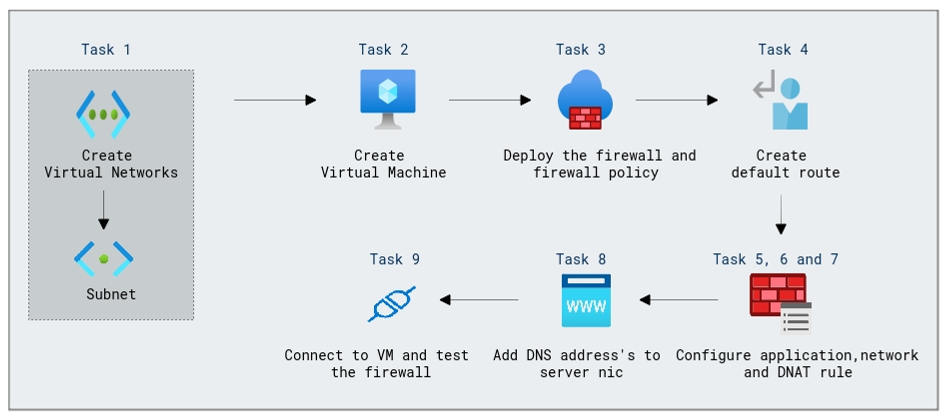 Task 1
Create
Virtual Networks
Subnet
Task 2
Create
Virtual Machine
Task 3
Deploy the firewall and
firewall policy
Task 4
Create
default route
Task 5, 6 and 7
Configure application,network
and DNAT rule
Task 8
WWW
Add DNS address's to
server nic
Task 9
Connect to VM and test
the firewall